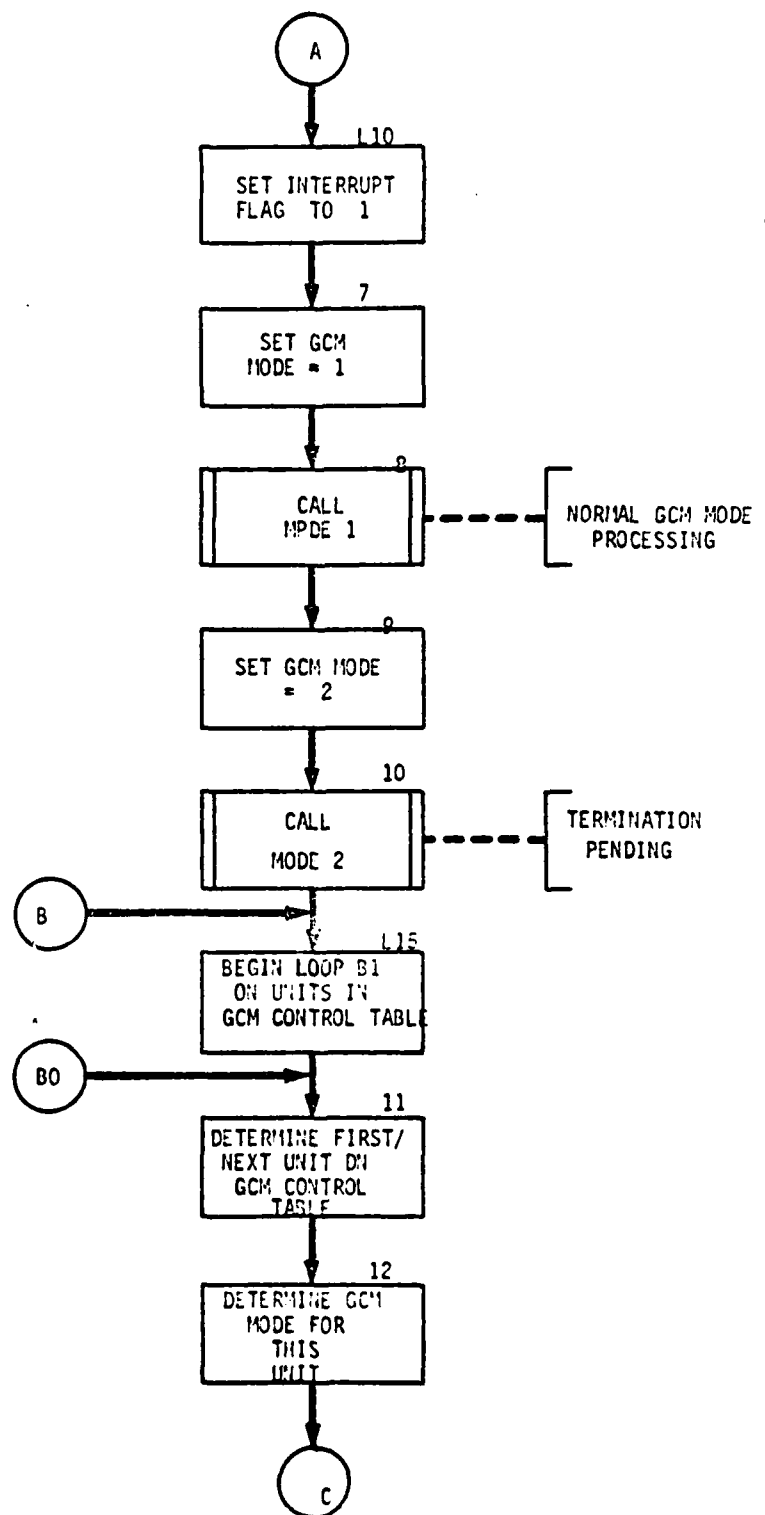 A
L10
SET INTERRUPT
FLAG TO 1
7
SET GCM
MODE = 1
8
CALL
MPDE 1
NORMAL GCM MODE
PROCESSING
9
SET GCM MODE
= 2
10
CALL
MODE 2
TERMINATION
PENDING
B
L15
BEGIN LOOP B1
ON UNITS IN
GCM CONTROL TABLE
BO
11
DETERMINE FIRST/
NEXT UNIT ON
GCM CONTROL
TABLE
12
DETERMINE GCM
MODE FOR
THIS
UNIT
C